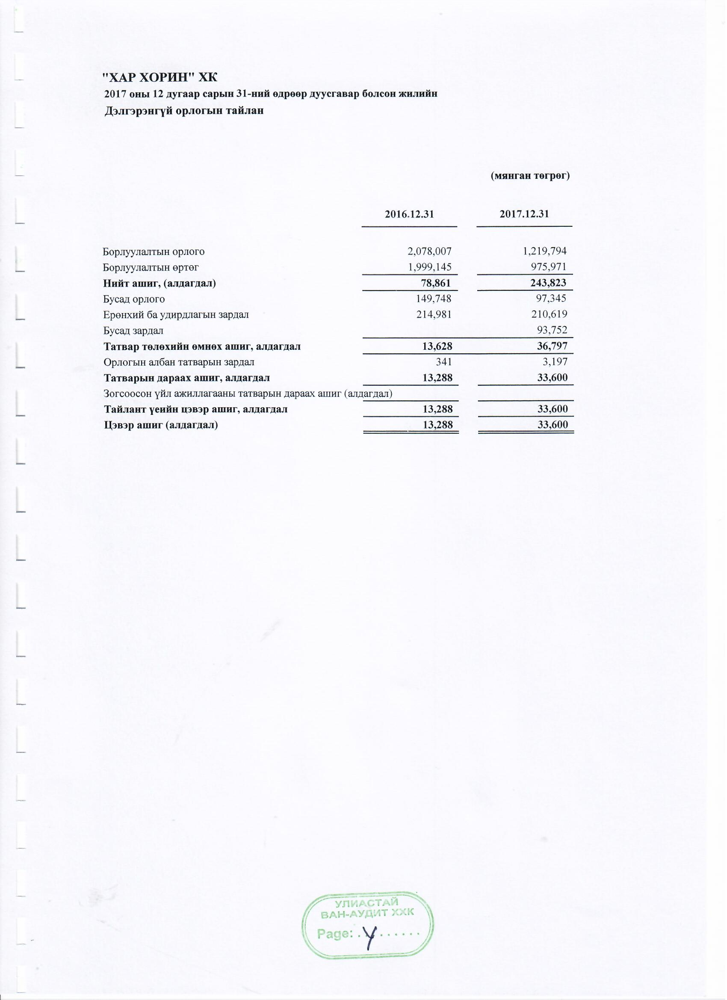 "ХАР ХОРИН" ХК
2017 оны 12 дугаар сарын 31-ний өдрөөр дуусгавар болсон жилийн
Дэлгэрэнгүй орлогын тайлан
(мянган төгрөг)
2016.12.31 2017.12.31
Борлуулалтын орлого 2,078,007 1,219,794
Борлуулалтын өртөг 1,999,145 975,971
Нийт ашиг, (алдагдал) 78,861 243,823
Бусад орлого 149,748 97,345
Ерөнхий ба удирдлагын зардал 214,981 210,619
Бусад зардал 93,752
Татвар төлөхийн өмнөх ашиг, алдагдал 13,628 36,797
Орлогын албан татварын зардал 341 3,197
Татварын дараах ашиг, алдагдал 13,288 33,600
Зогсоосон үйл ажиллагааны татварын дараах ашиг (алдагдал)
Тайлант үеийн цэвэр ашиг, алдагдал 13,288 33,600
Цэвэр ашиг (алдагдал) 13,288 33,600
УЛИАСТАЙ
ВАН-АУДИТ ХХК
Page: